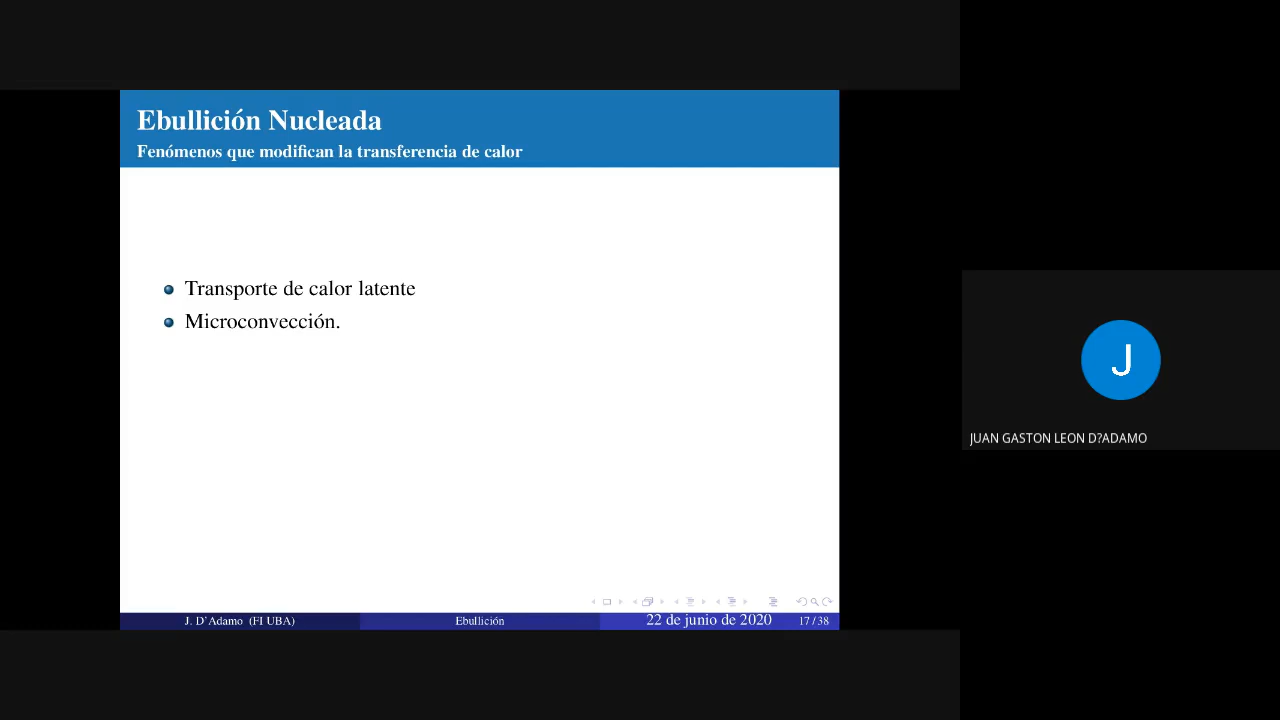 Ebullición Nucleada
Fenómenos que modifican la transferencia de calor
Transporte de calor latente
Microconvección.
J. D'Adamo (FI UBA)
Ebullición
22 de junio de 2020
17 / 38
J
JUAN GASTON LEON D?ADAMO